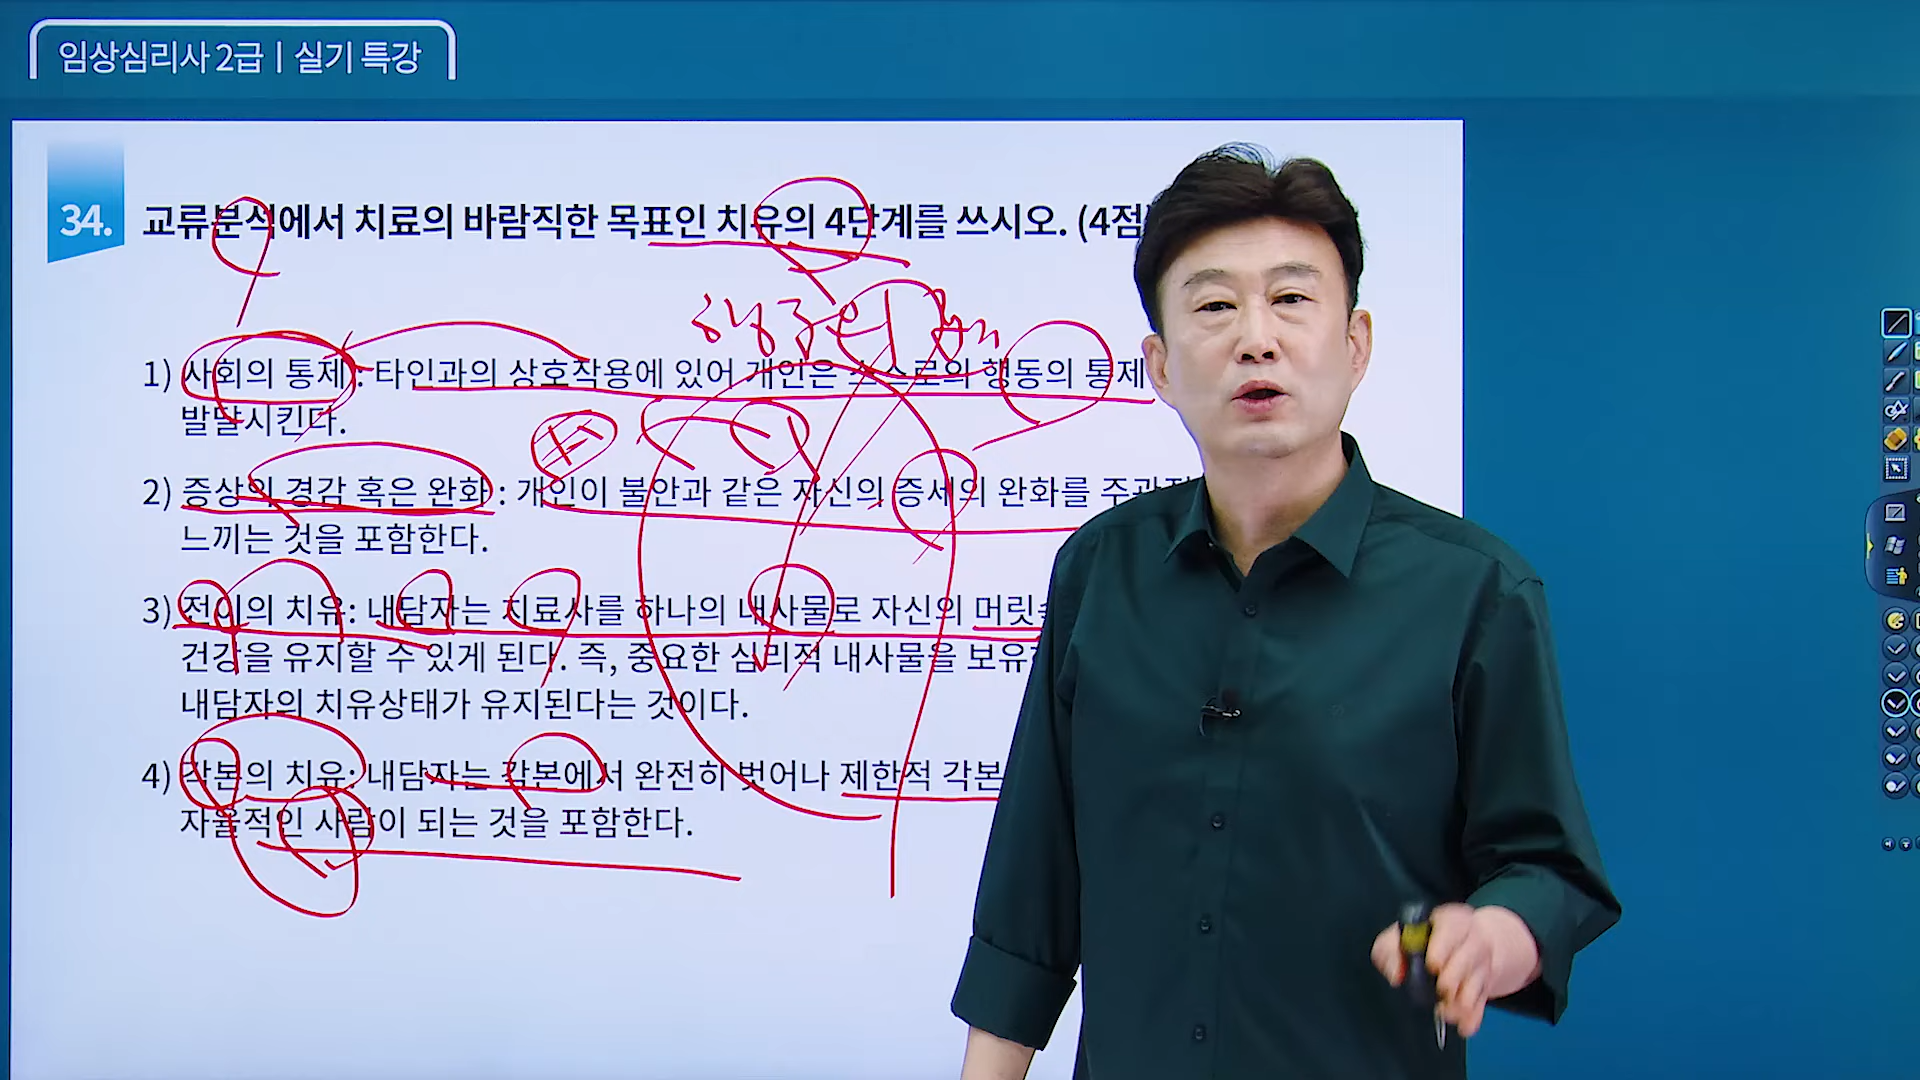 임상심리사 2급 | 실기 특강
34. 교류분석에서 치료의 바람직한 목표인 치유의 4단계를 쓰시오. (4점)
1) 사회의 통제 : 타인과의 상호작용에 있어 개인은 스스로의 행동의 통제
발달시킨다.
2) 증상의 경감 혹은 완화 : 개인이 불안과 같은 자신의 증세의 완화를
느끼는 것을 포함한다.
3) 전이의 치유: 내담자는 치료사를 하나의 내사물로 자신의
건강을 유지할 수 있게 된다. 즉, 중요한 심리적 내사물을
내담자의 치유상태가 유지된다는 것이다.
4) 각본의 치유: 내담자는 각본에서 완전히 벗어나 제한적 각본
자율적인 사람이 되는 것을 포함한다.